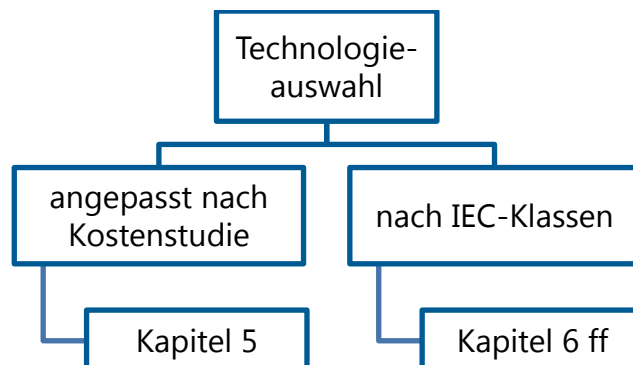 Technologie-
auswahl
angepasst nach
Kostenstudie
nach IEC-Klassen
Kapitel 5
Kapitel 6 ff